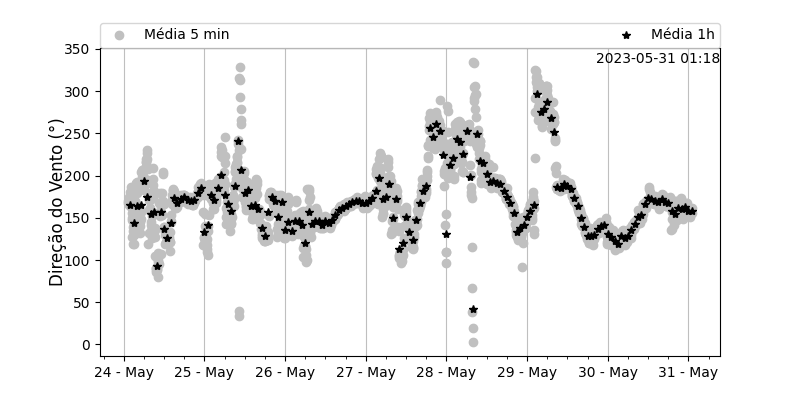 Média 5 min
Média 1h
2023-05-31 01:18
Direção do Vento (°)
350
300
250
200
150
100
50
0
24 - May
25 - May
26 - May
27 - May
28 - May
29 - May
30 - May
31 - May